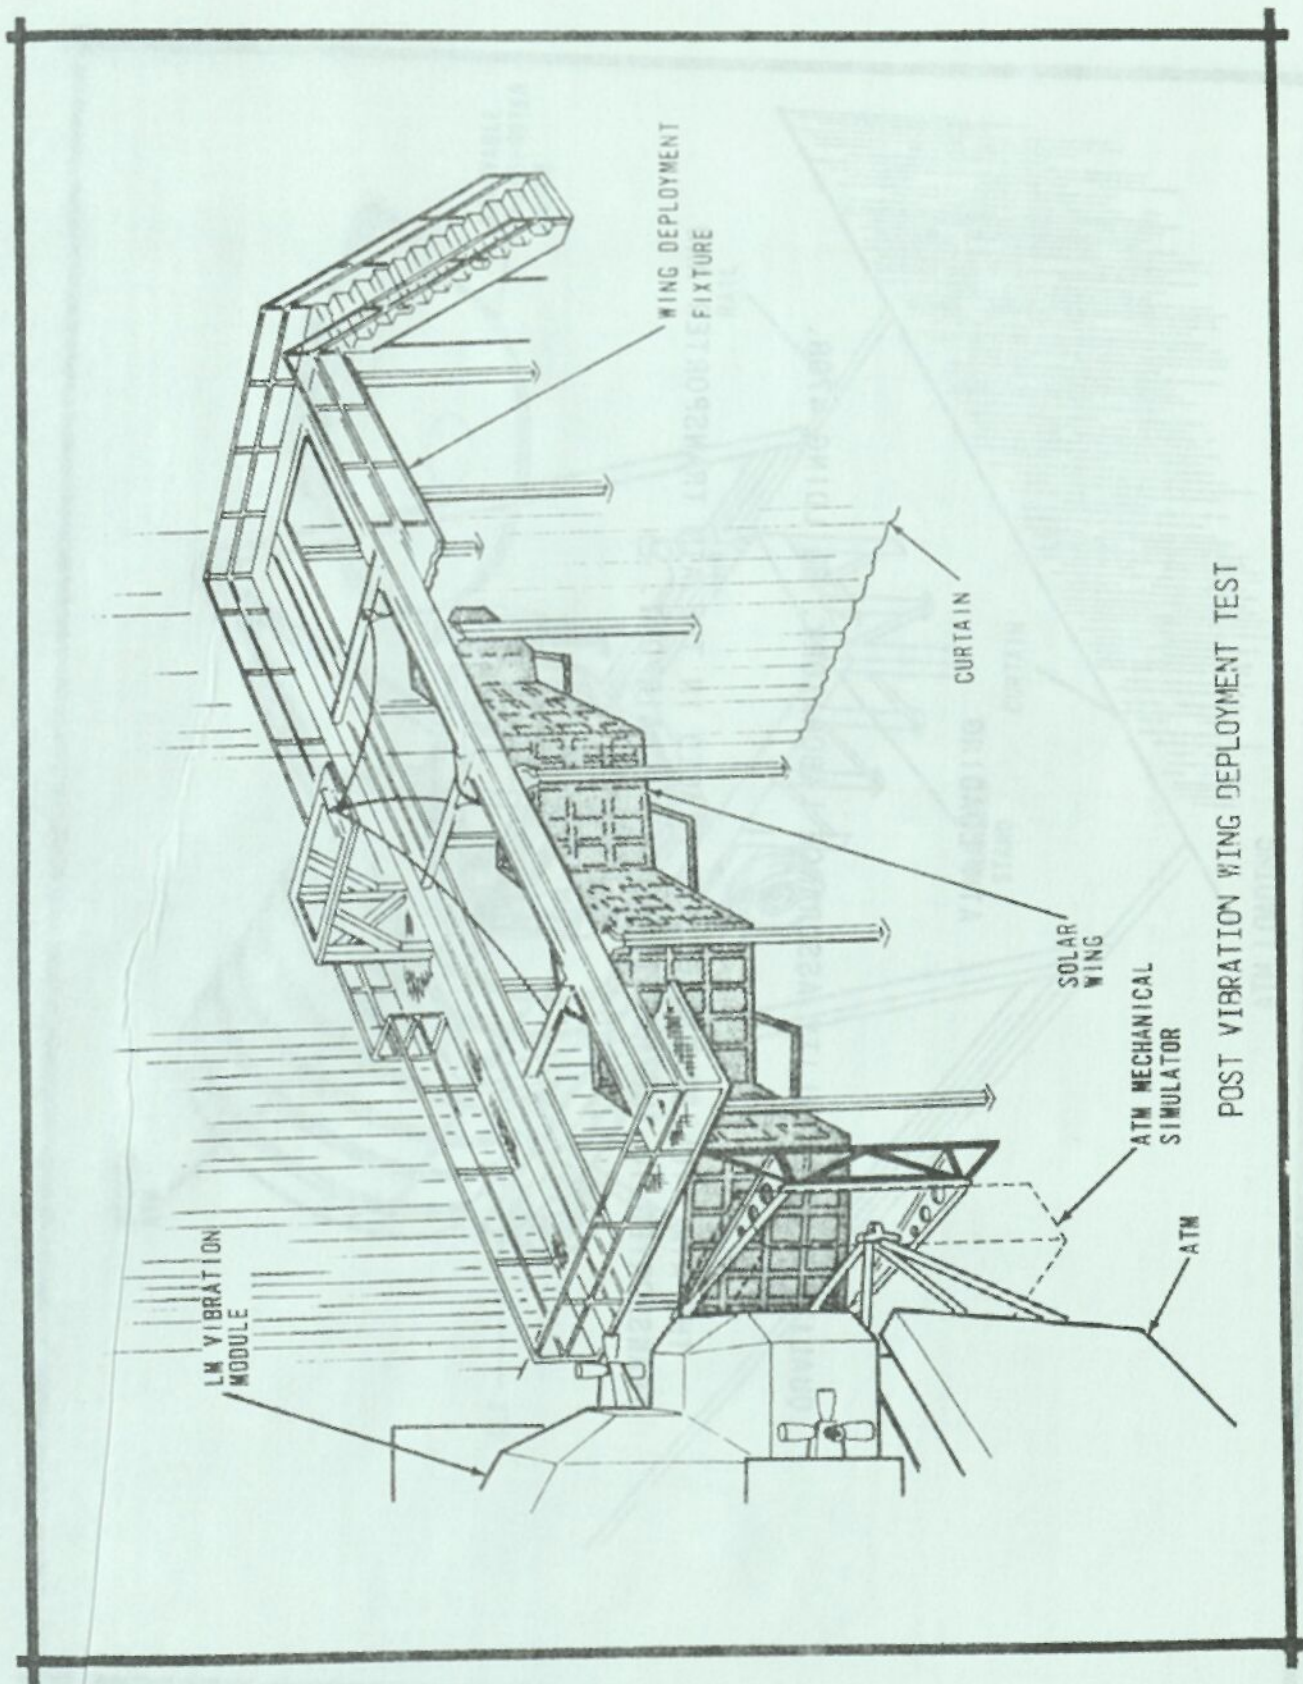 LM VIBRATION
MODULE
WING DEPLOYMENT
FIXTURE
CURTAIN
SOLAR
WING
ATM MECHANICAL
SIMULATOR
ATM
POST VIBRATION WING DEPLOYMENT TEST